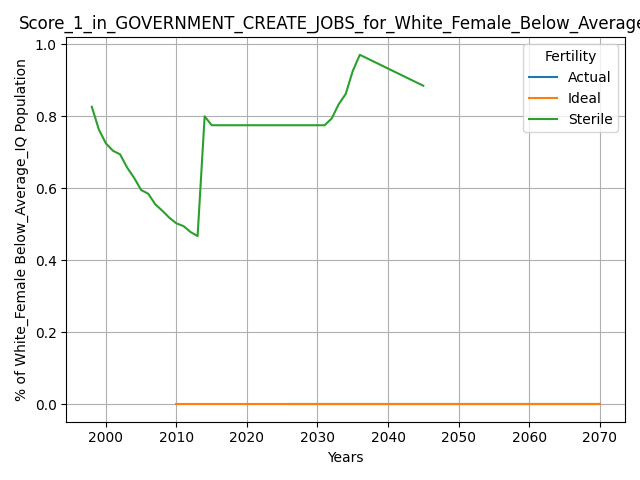 Score_1_in_GOVERNMENT_CREATE_JOBS_for_White_Female_Below_Average
% of White_Female Below_Average_IQ Population
1.0
0.8
0.6
0.4
0.2
0.0
Fertility
Actual
Ideal
Sterile
2000 2010 2020 2030 2040 2050 2060 2070
Years